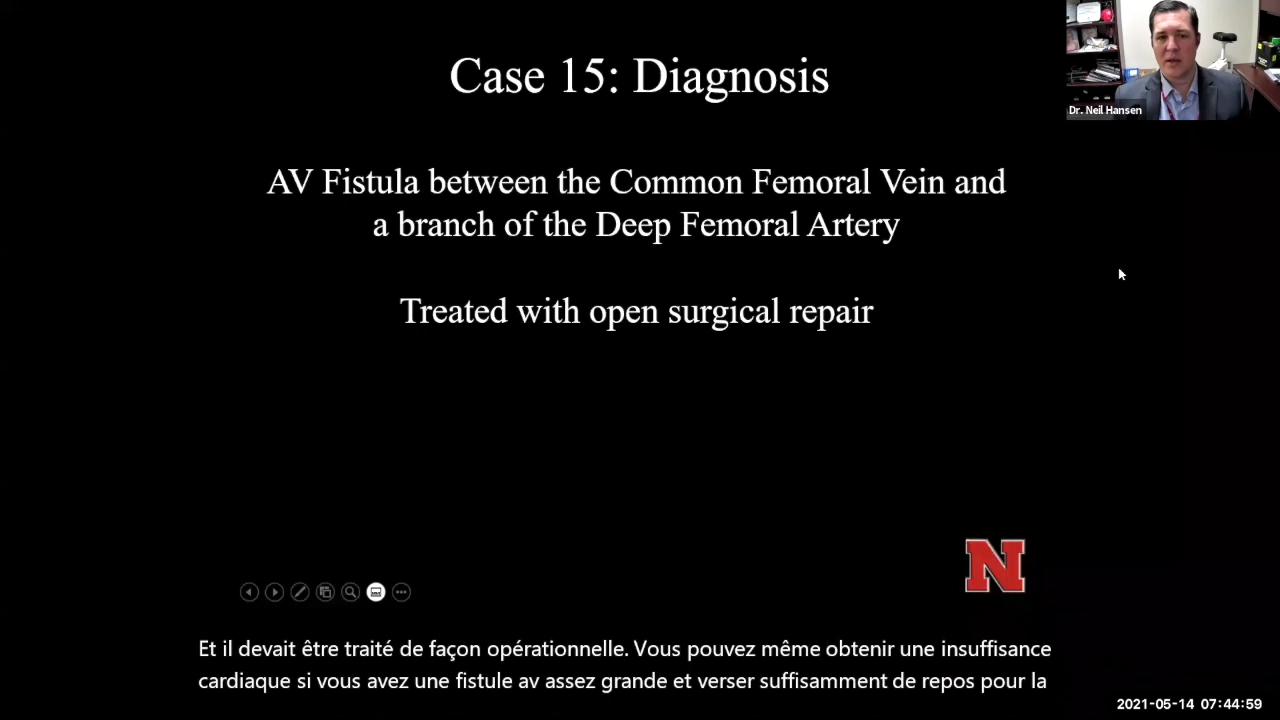 Case 15: Diagnosis
Dr. Neil Hansen
AV Fistula between the Common Femoral Vein and
a branch of the Deep Femoral Artery
Treated with open surgical repair
N
Et il devait être traité de façon opérationnelle. Vous pouvez même obtenir une insuffisance
cardiaque si vous avez une fistule av assez grande et verser suffisamment de repos pour la
2021-05-14 07:44:59